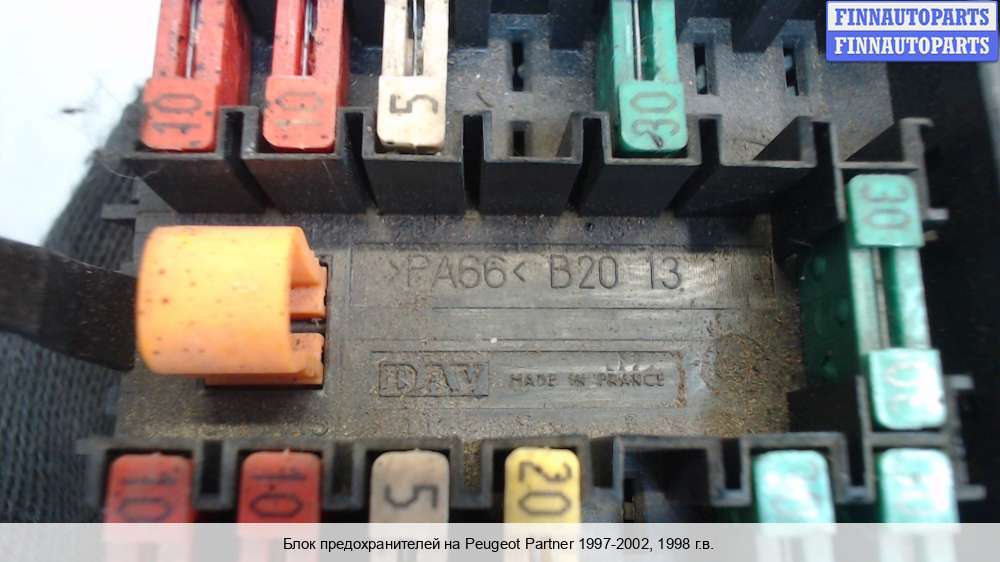 FINNAUTOPARTS
FINNAUTOPARTS
10 10 5 30
30
>PA66< B20 13
DAV MADE IN FRANCE
10 10 5 20
Блок предохранителей на Peugeot Partner 1997-2002, 1998 г.в.